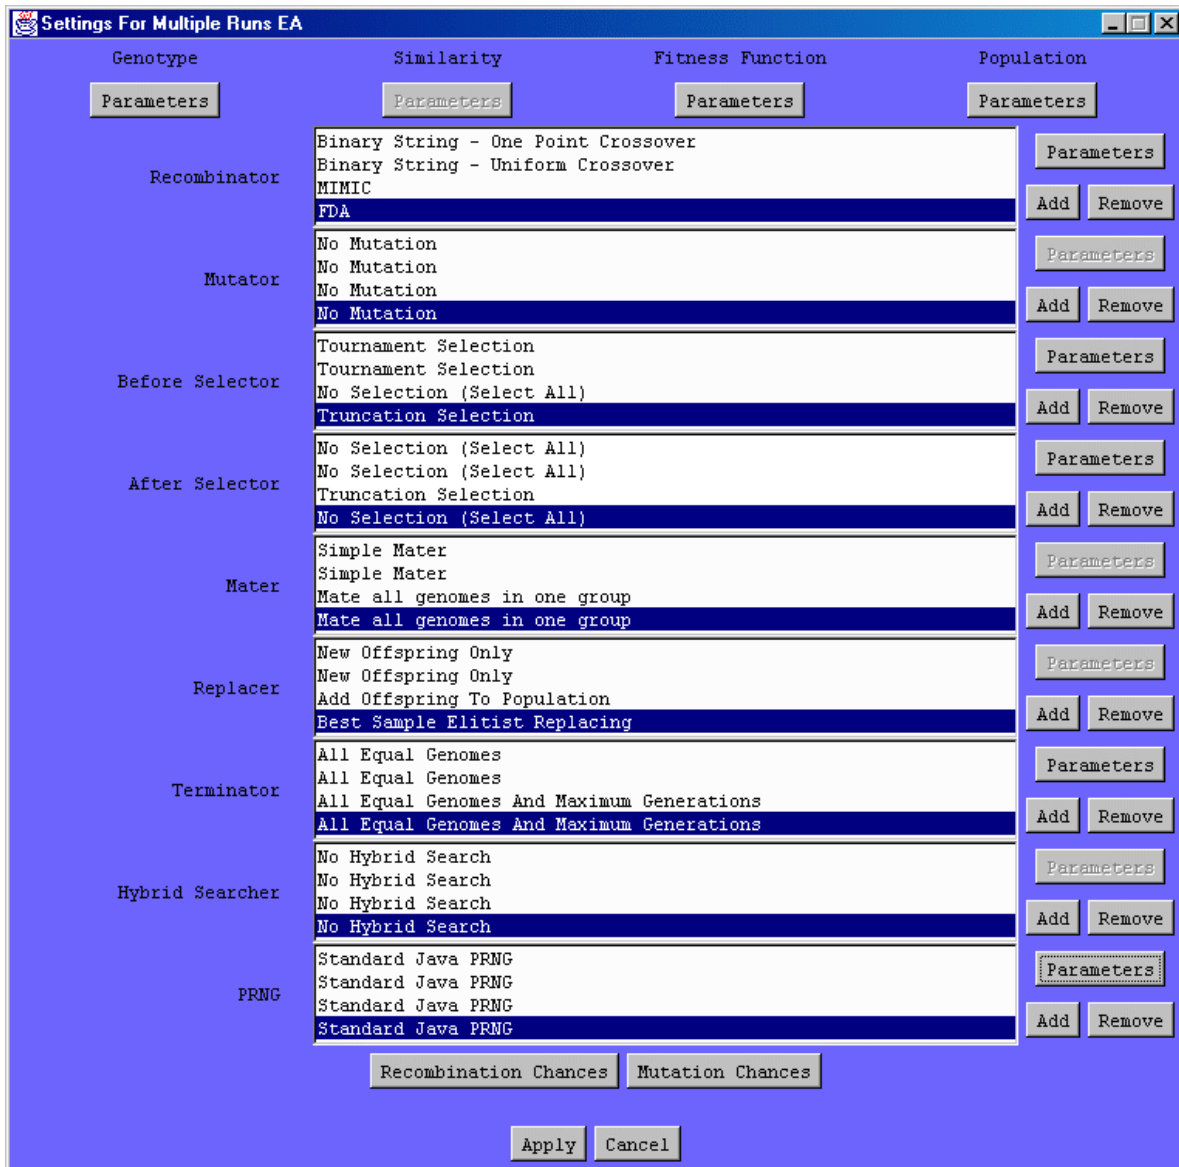 Settings For Multiple Runs EA
Genotype Similarity Fitness Function Population
Parameters Parameters Parameters Parameters
Recombinator
Binary String - One Point Crossover
Binary String - Uniform Crossover
MIMIC
FDA
Parameters
Add Remove
Mutator
No Mutation
No Mutation
No Mutation
No Mutation
Parameters
Add Remove
Before Selector
Tournament Selection
Tournament Selection
No Selection (Select All)
Truncation Selection
Parameters
Add Remove
After Selector
No Selection (Select All)
No Selection (Select All)
Truncation Selection
No Selection (Select All)
Parameters
Add Remove
Mater
Simple Mater
Simple Mater
Mate all genomes in one group
Mate all genomes in one group
Parameters
Add Remove
Replacer
New Offspring Only
New Offspring Only
Add Offspring To Population
Best Sample Elitist Replacing
Parameters
Add Remove
Terminator
All Equal Genomes
All Equal Genomes
All Equal Genomes And Maximum Generations
All Equal Genomes And Maximum Generations
Parameters
Add Remove
Hybrid Searcher
No Hybrid Search
No Hybrid Search
No Hybrid Search
No Hybrid Search
Parameters
Add Remove
PRNG
Standard Java PRNG
Standard Java PRNG
Standard Java PRNG
Standard Java PRNG
Parameters
Add Remove
Recombination Chances Mutation Chances
Apply Cancel